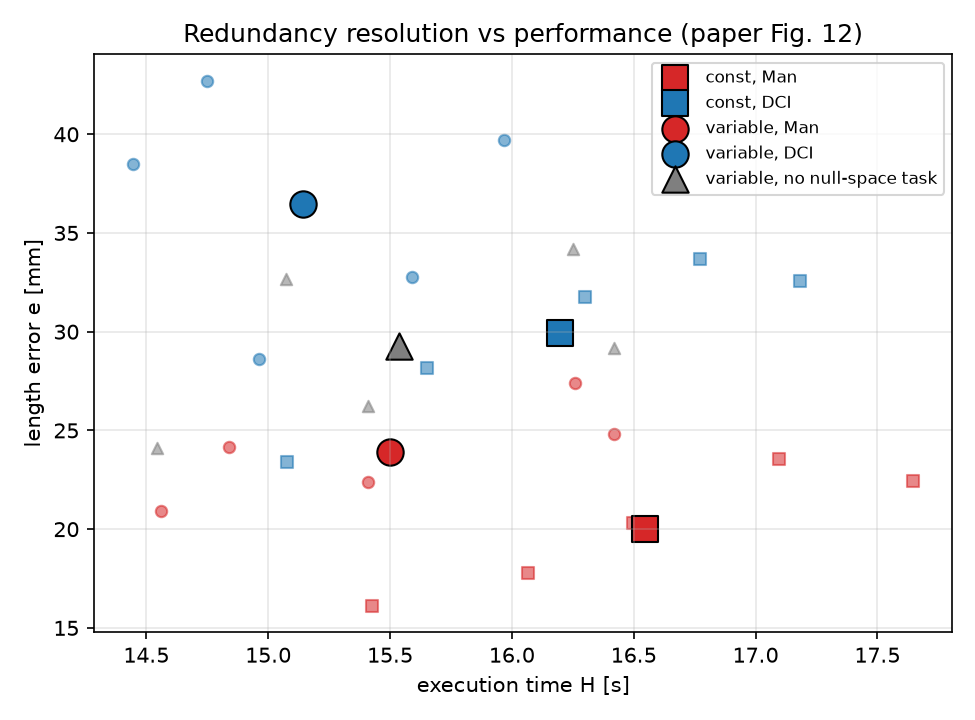 Redundancy resolution vs performance (paper Fig. 12)
const, Man
const, DCI
variable, Man
variable, DCI
variable, no null-space task
length error e [mm]
40
35
30
25
20
15
14.5 15.0 15.5 16.0 16.5 17.0 17.5
execution time H [s]